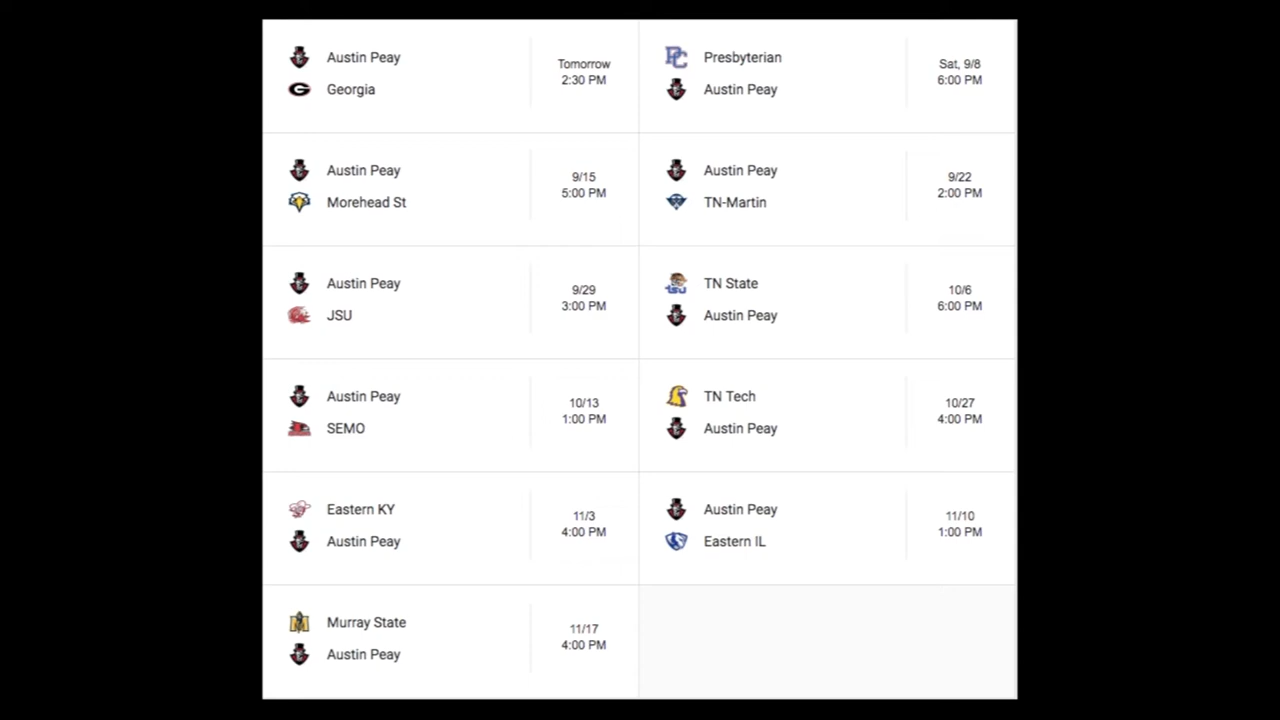 Austin Peay
Georgia
Tomorrow
2:30 PM
Presbyterian
Austin Peay
Sat, 9/8
6:00 PM
Austin Peay
Morehead St
9/15
5:00 PM
Austin Peay
TN-Martin
9/22
2:00 PM
Austin Peay
JSU
9/29
3:00 PM
TN State
Austin Peay
10/6
6:00 PM
Austin Peay
SEMO
10/13
1:00 PM
TN Tech
Austin Peay
10/27
4:00 PM
Eastern KY
Austin Peay
11/3
4:00 PM
Austin Peay
Eastern IL
11/10
1:00 PM
Murray State
Austin Peay
11/17
4:00 PM